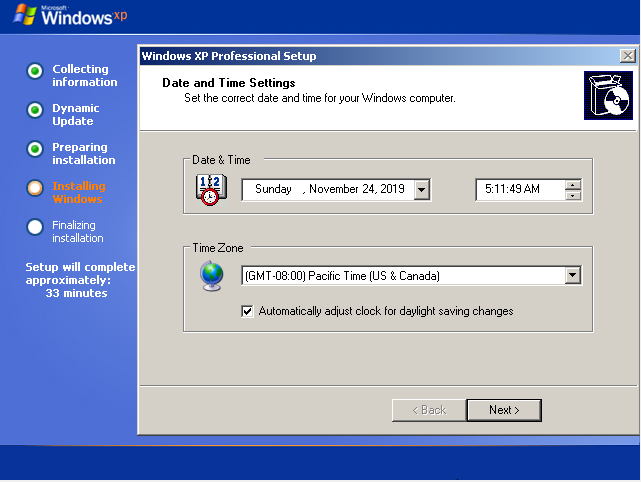 Microsoft
Windows xp
Collecting
information
Dynamic
Update
Preparing
installation
Installing
Windows
Finalizing
installation
Setup will complete
approximately:
33 minutes
Windows XP Professional Setup
Date and Time Settings
Set the correct date and time for your Windows computer.
Date & Time
12
Sunday , November 24, 2019
5:11:49 AM
Time Zone
(GMT-08:00) Pacific Time (US & Canada)
Automatically adjust clock for daylight saving changes
< Back
Next >